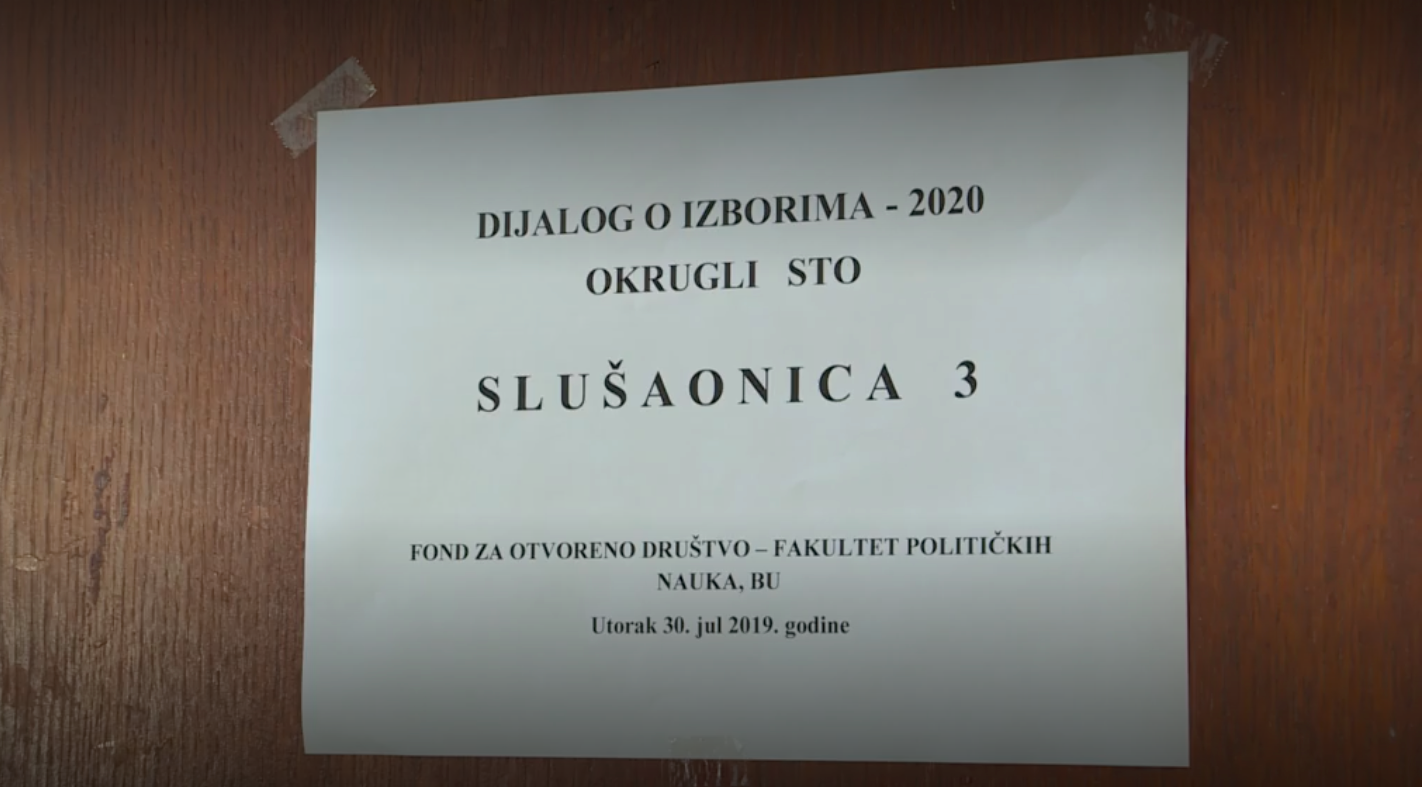 DIJALOG O IZBORIMA - 2020
OKRUGLI STO
SLUŠAONICA 3
FOND ZA OTVORENO DRUŠTVO – FAKULTET POLITIČKIH
NAUKA, BU
Utorak 30. jul 2019. godine